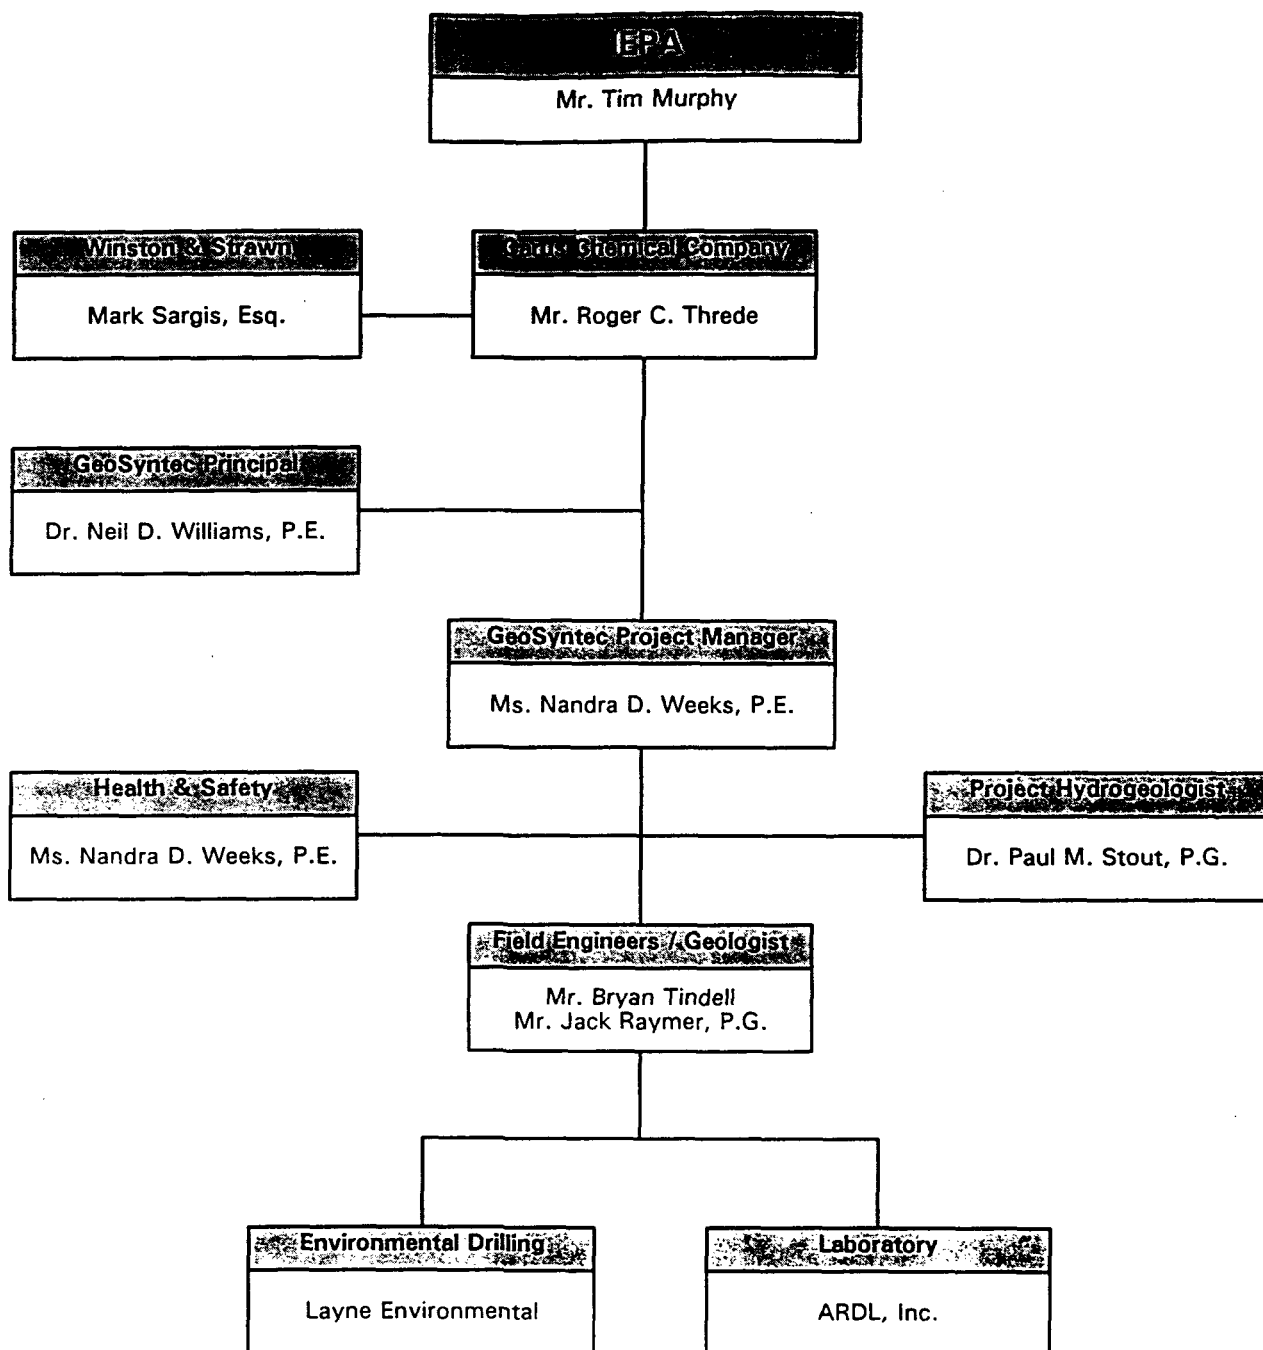 IEPA
Mr. Tim Murphy
Winston & Strawn
Mark Sargis, Esq.
Chemical Company
Mr. Roger C. Threde
GeoSyntec Principal
Dr. Neil D. Williams, P.E.
GeoSyntec Project Manager
Ms. Nandra D. Weeks, P.E.
Health & Safety
Ms. Nandra D. Weeks, P.E.
Project Hydrogeologist
Dr. Paul M. Stout, P.G.
Field Engineers / Geologist
Mr. Bryan Tindell
Mr. Jack Raymer, P.G.
Environmental Drilling
Layne Environmental
Laboratory
ARDL, Inc.